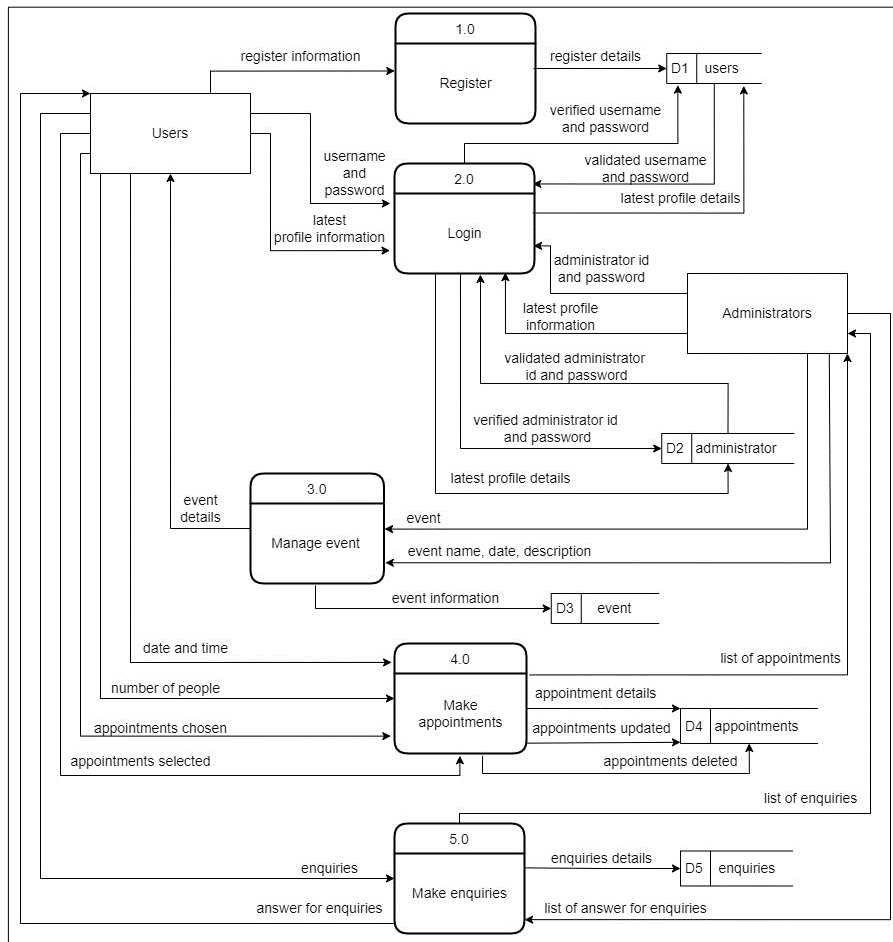 1.0
register information
register details
Register
D1 users
verified username
and password
Users
username
and
password
2.0
validated username
and password
latest profile details
latest
profile information
Login
administrator id
and password
latest profile
information
Administrators
validated administrator
id and password
verified administrator id
and password
D2 administrator
latest profile details
3.0
event
details
event
Manage event
event name, date, description
event information
D3 event
date and time
4.0
list of appointments
number of people
Make
appointments
appointment details
appointments chosen
appointments updated
D4 appointments
appointments selected
appointments deleted
list of enquiries
5.0
enquiries
enquiries details
D5 enquiries
Make enquiries
answer for enquiries
list of answer for enquiries